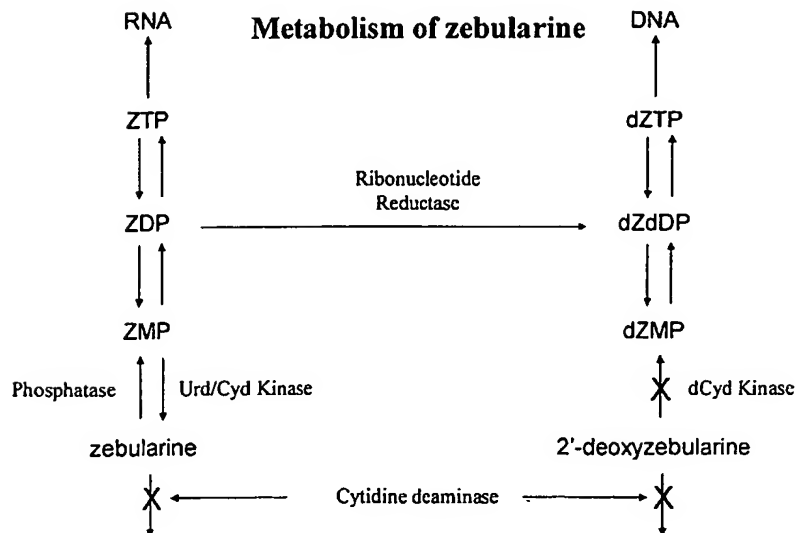 RNA
Metabolism of zebularine
DNA
ZTP
dZTP
Ribonucleotide
Reductase
ZDP
dZdDP
ZMP
dZMP
Phosphatase
Urd/Cyd Kinase
X
dCyd Kinase
zebularine
2'-deoxyzebularine
X
Cytidine deaminase
X